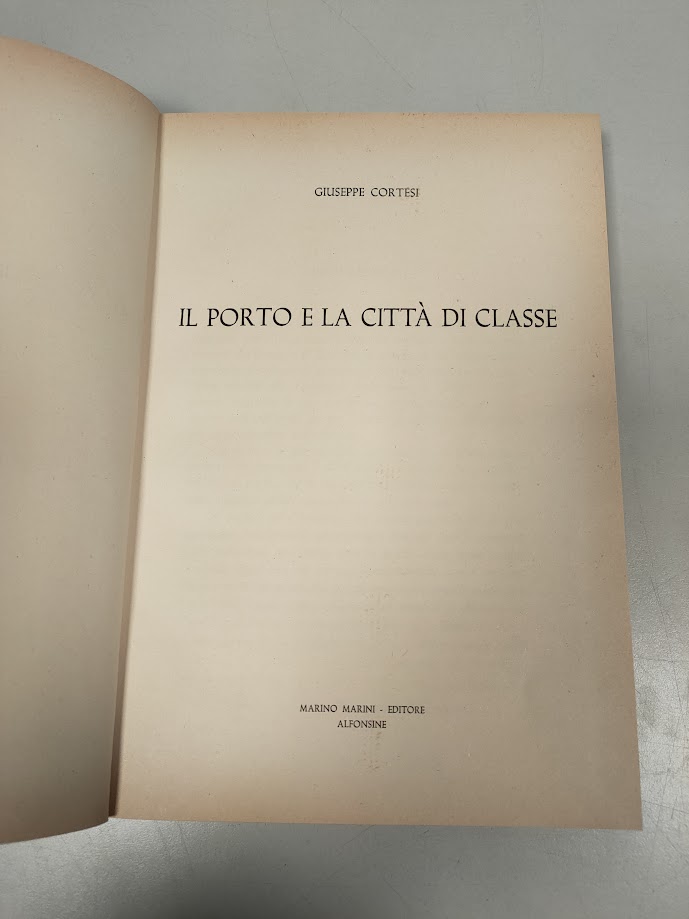 GIUSEPPE CORTESI
IL PORTO E LA CITTÀ DI CLASSE
MARINO MARINI - EDITORE
ALFONSINE